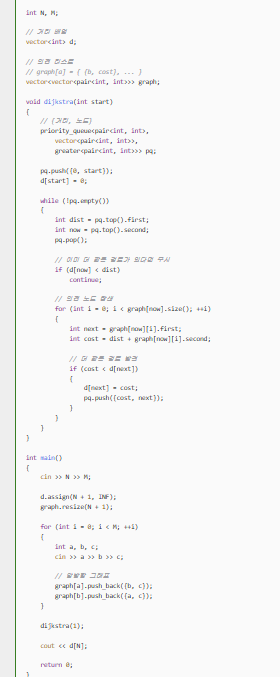 int N, M;
// 거리 배열
vector<int> d;
// 인접 리스트
// graph[a] = { {b, cost}, ... }
vector<vector<pair<int, int>>> graph;
void dijkstra(int start)
{
// {거리, 노드}
priority_queue<pair<int, int>,
vector<pair<int, int>>,
greater<pair<int, int>>> pq;
pq.push({0, start});
d[start] = 0;
while (!pq.empty())
{
int dist = pq.top().first;
int now = pq.top().second;
pq.pop();
// 이미 더 짧은 경로가 있다면 무시
if (d[now] < dist)
continue;
// 인접 노드 탐색
for (int i = 0; i < graph[now].size(); ++i)
{
int next = graph[now][i].first;
int cost = dist + graph[now][i].second;
// 더 짧은 경로 발견
if (cost < d[next])
{
d[next] = cost;
pq.push({cost, next});
}
}
}
}
int main()
{
cin >> N >> M;
d.assign(N + 1, INF);
graph.resize(N + 1);
for (int i = 0; i < M; ++i)
{
int a, b, c;
cin >> a >> b >> c;
// 양방향 그래프
graph[a].push_back({b, c});
graph[b].push_back({a, c});
}
dijkstra(1);
cout << d[N];
return 0;
}